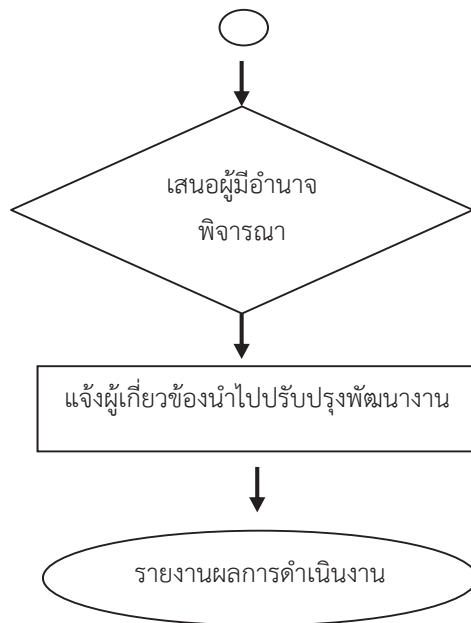 เสนอผู้มีอำนาจ
พิจารณา
แจ้งผู้เกี่ยวข้องนำไปปรับปรุงพัฒนางาน
รายงานผลการดำเนินงาน